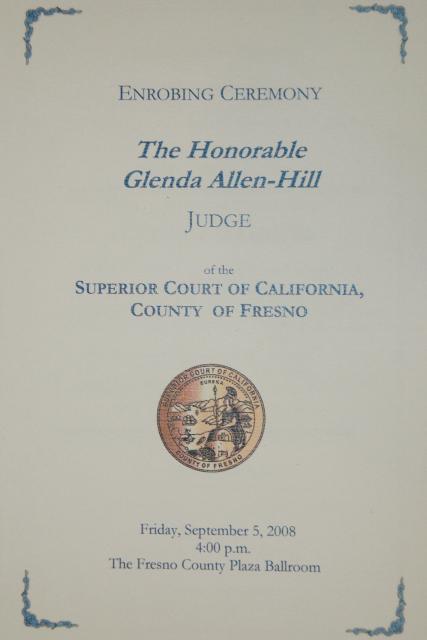 ENROBING CEREMONY
The Honorable
Glenda Allen-Hill
JUDGE
of the
SUPERIOR COURT OF CALIFORNIA,
COUNTY OF FRESNO
SUPERIOR COURT OF CALIFORNIA
EUREKA
COUNTY OF FRESNO
Friday, September 5, 2008
4:00 p.m.
The Fresno County Plaza Ballroom